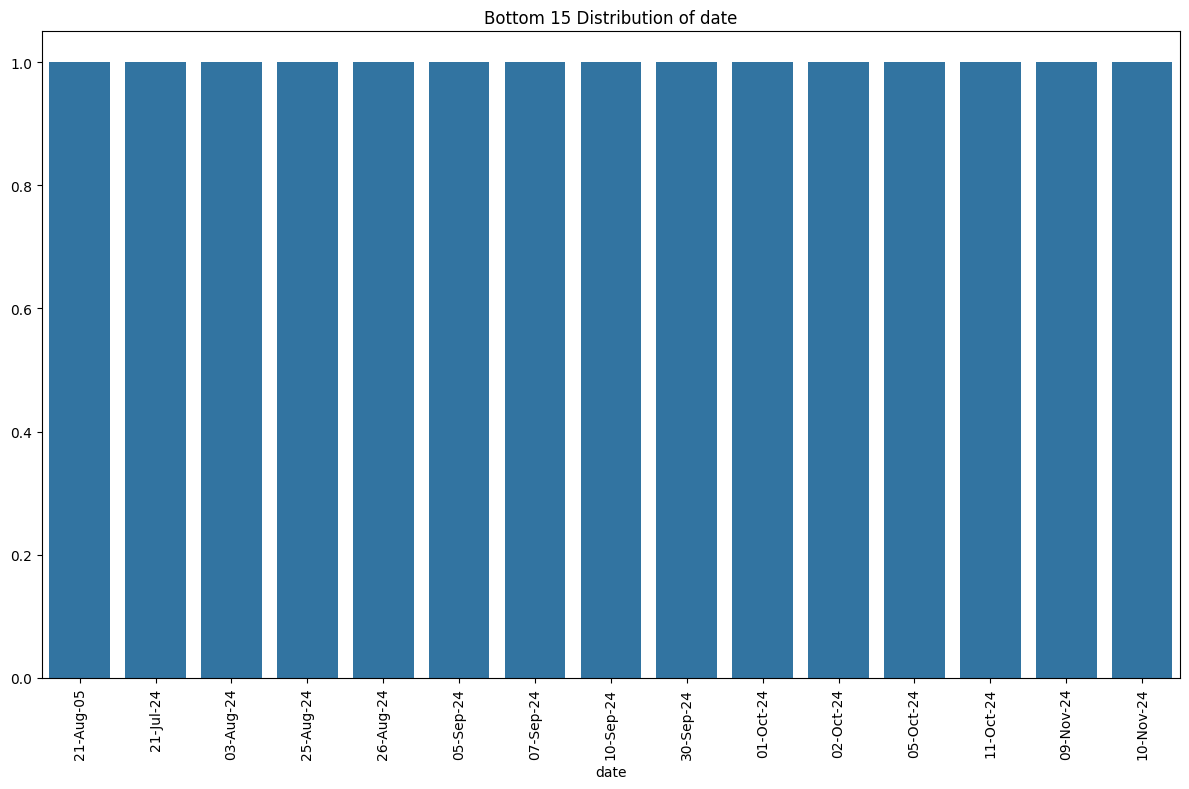 Bottom 15 Distribution of date
1.0
0.8
0.6
0.4
0.2
0.0
21-Aug-05
21-Jul-24
03-Aug-24
25-Aug-24
26-Aug-24
05-Sep-24
07-Sep-24
10-Sep-24
30-Sep-24
01-Oct-24
02-Oct-24
05-Oct-24
11-Oct-24
09-Nov-24
10-Nov-24
date